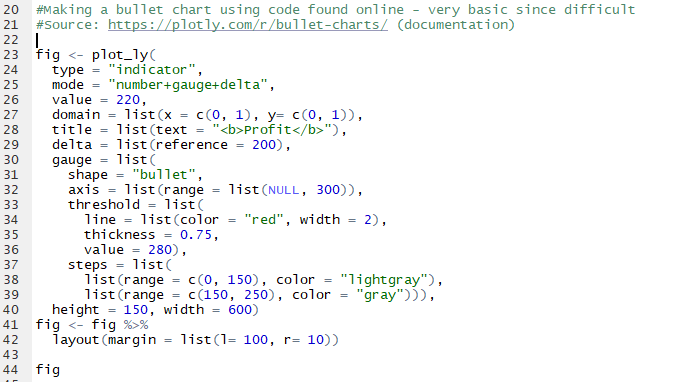 20 #Making a bullet chart using code found online - very basic since difficult
21 #Source: https://plotly.com/r/bullet-charts/ (documentation)
22
23 fig <- plot_ly(
24   type = "indicator",
25   mode = "number+gauge+delta",
26   value = 220,
27   domain = list(x = c(0, 1), y= c(0, 1)),
28   title = list(text = "<b>Profit</b>"),
29   delta = list(reference = 200),
30   gauge = list(
31     shape = "bullet",
32     axis = list(range = list(NULL, 300)),
33     threshold = list(
34       line = list(color = "red", width = 2),
35       thickness = 0.75,
36       value = 280),
37     steps = list(
38       list(range = c(0, 150), color = "lightgray"),
39       list(range = c(150, 250), color = "gray"))),
40   height = 150, width = 600)
41 fig <- fig %>%
42   layout(margin = list(l= 100, r= 10))
43
44 fig